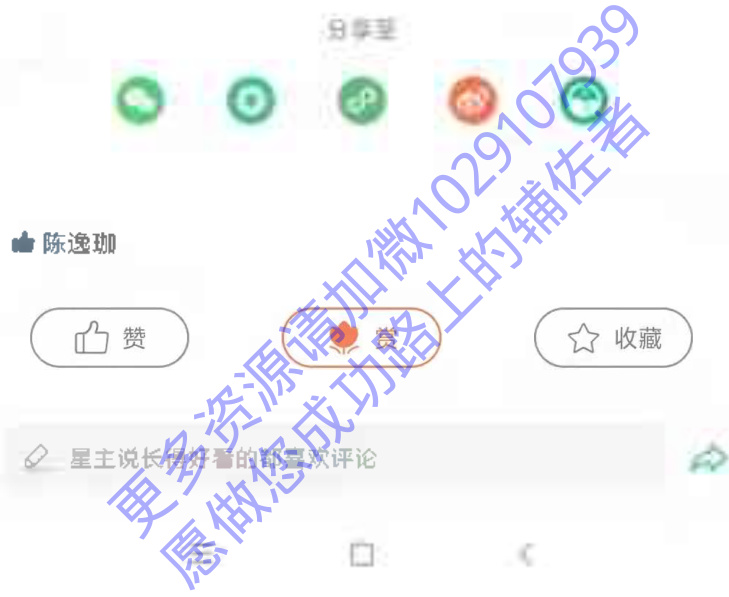 分享至
陈逸珈
赞
赏
收藏
星主说长得好看的都喜欢评论
更多资源请加微1029107939
愿做您成功路上的辅佐者